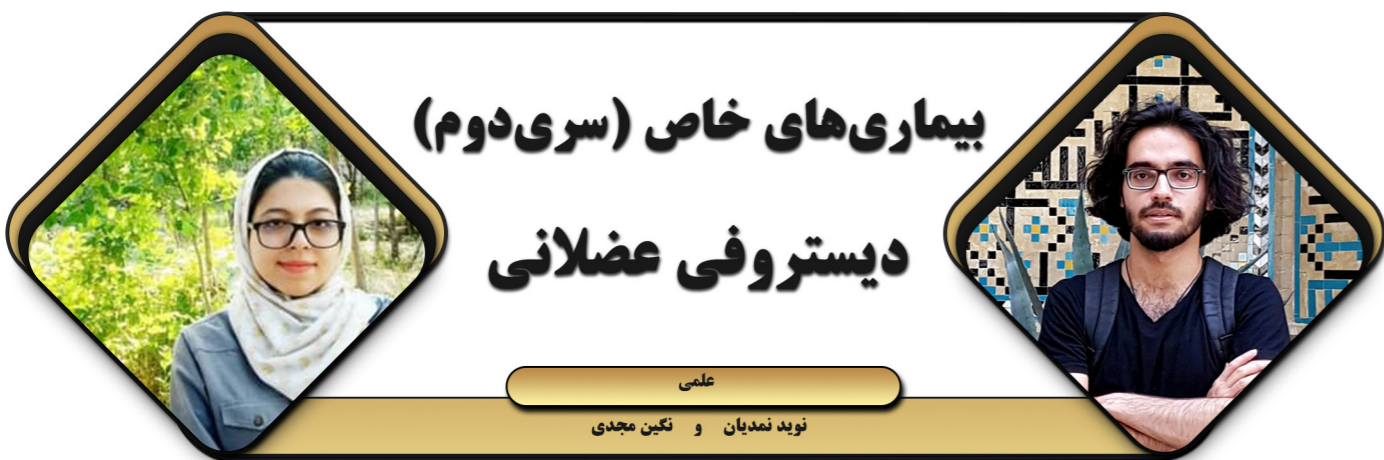 بیماری‌های خاص (سری‌دوم)
دیستروفی عضلانی
علمی
نوید نمدیان و نگین مجدی